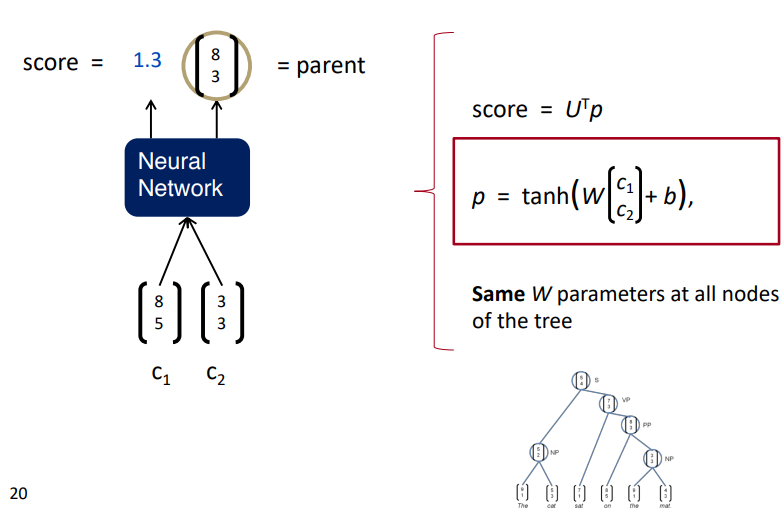 score = 1.3 [8 3] = parent
Neural
Network
[8 5] [3 3]
c1 c2
score = Uᵀp
p = tanh(W[c1 c2] + b),
Same W parameters at all nodes
of the tree
S
VP
PP
NP
NP
The cat sat on the mat.
20